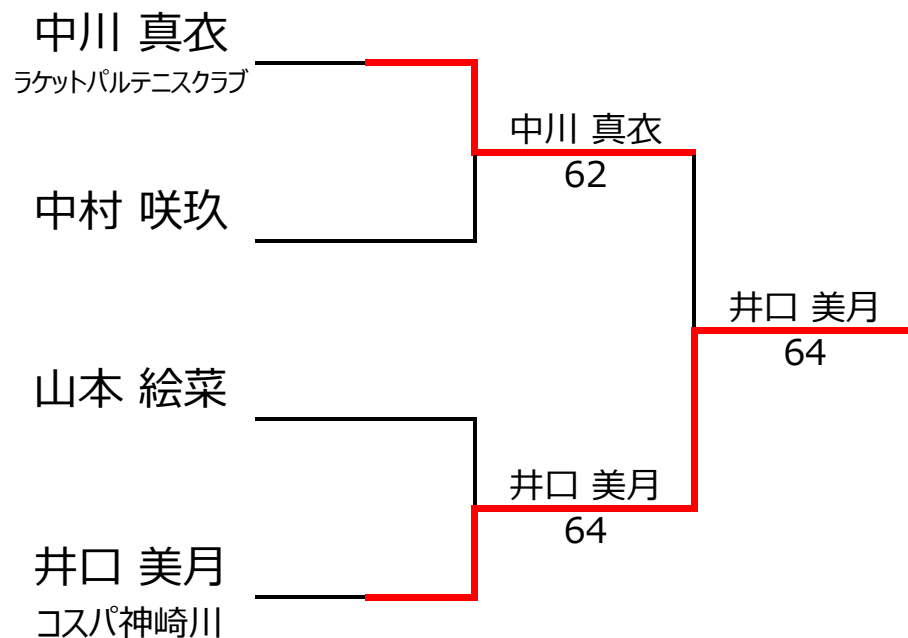 中川 真衣
ラケットパルテニスクラブ
中川 真衣
62
中村 咲玖
井口 美月
64
山本 絵菜
井口 美月
64
井口 美月
コスパ神崎川